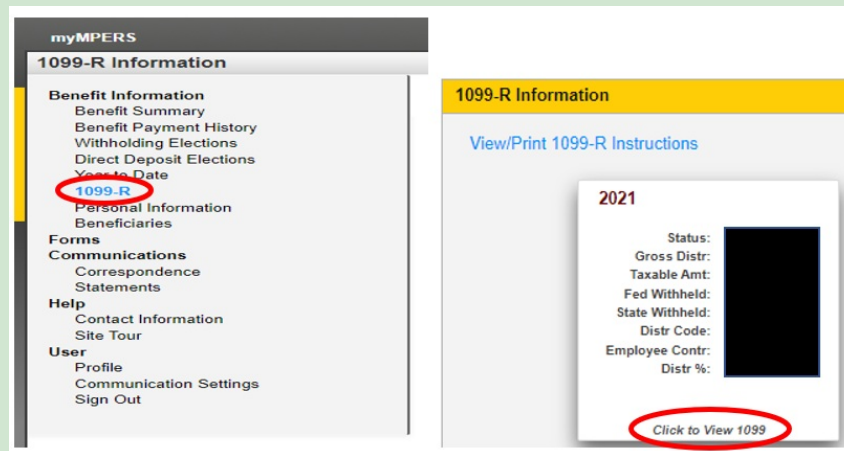 myMPERS
1099-R Information
Benefit Information
Benefit Summary
Benefit Payment History
Withholding Elections
Direct Deposit Elections
Year to Date
1099-R
Personal Information
Beneficiaries
Forms
Communications
Correspondence
Statements
Help
Contact Information
Site Tour
User
Profile
Communication Settings
Sign Out
1099-R Information
View/Print 1099-R Instructions
2021
Status:
Gross Distr:
Taxable Amt:
Fed Withheld:
State Withheld:
Distr Code:
Employee Contr:
Distr %:
Click to View 1099